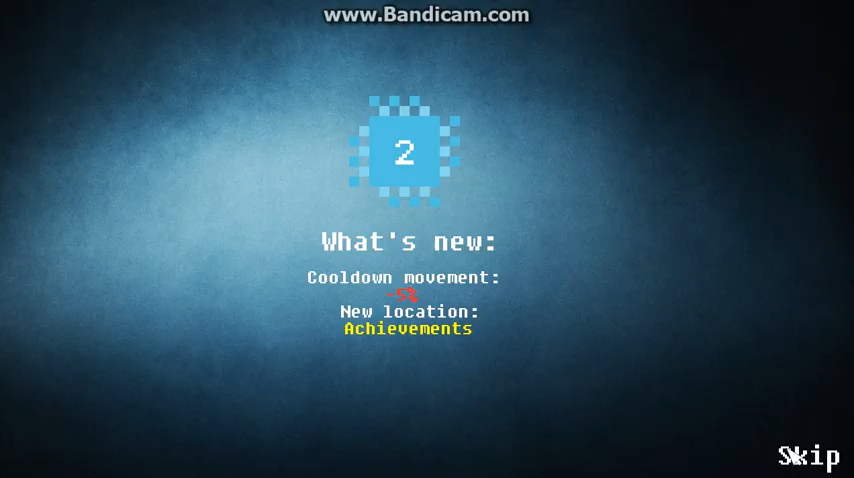 www.Bandicam.com
2
What's new:
Cooldown movement:
-5%
New location:
Achievements
Skip